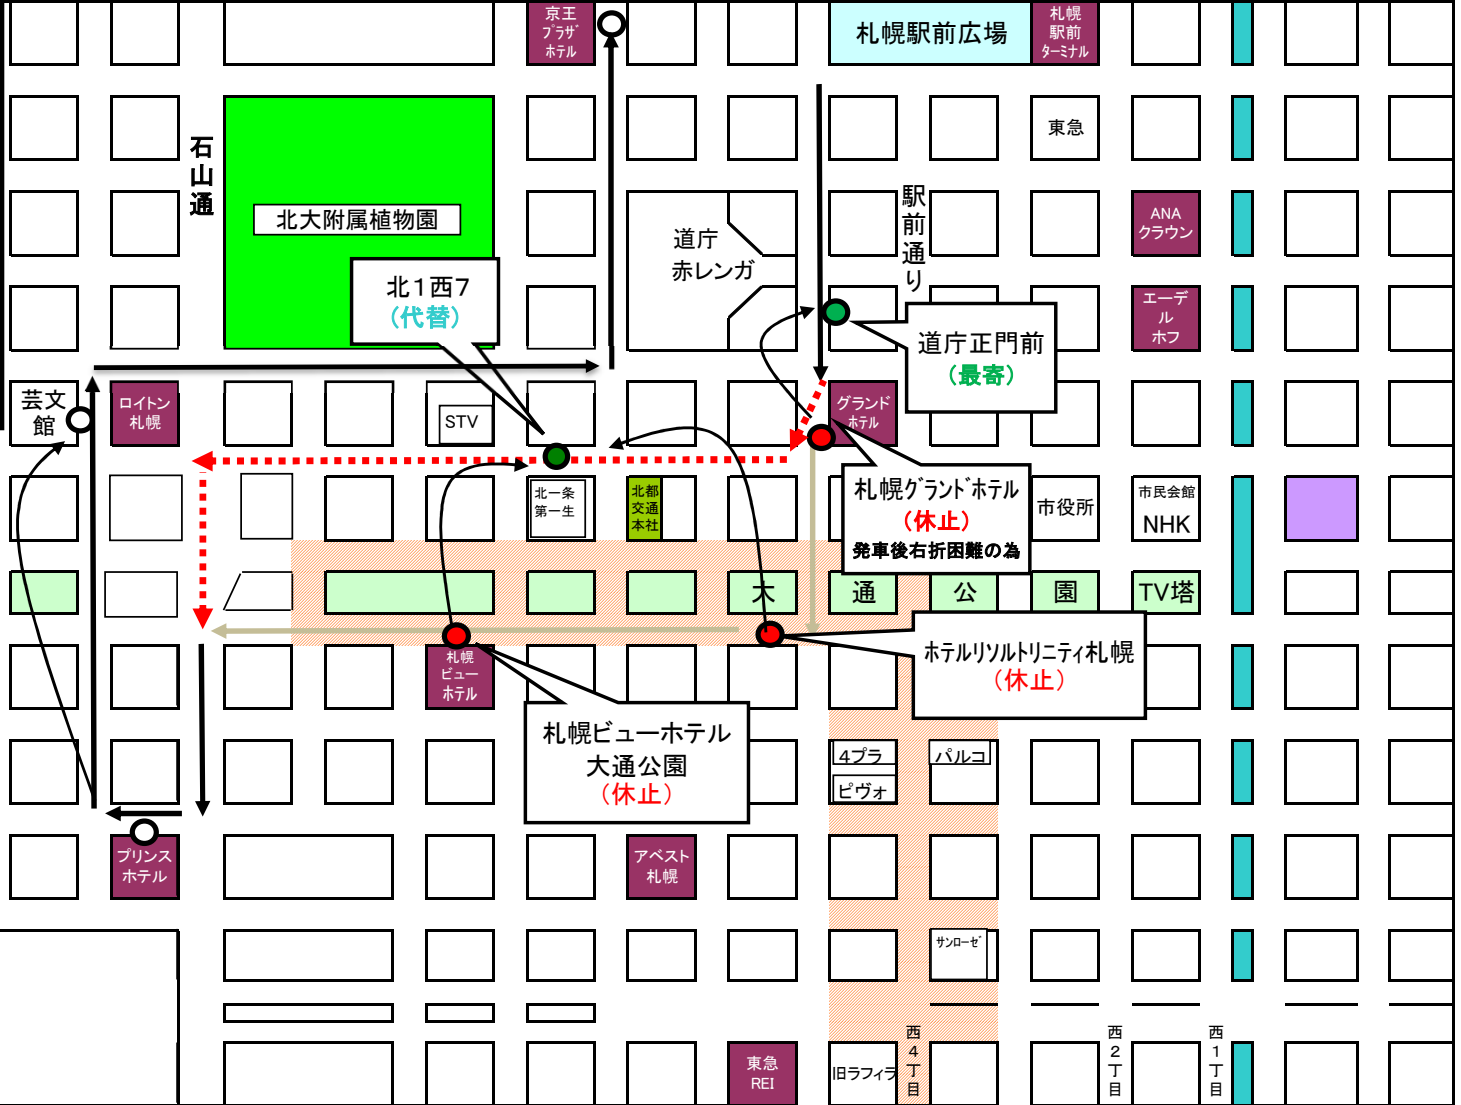 京王
プラザ
ホテル
札幌駅前広場
札幌
駅前
ターミナル
東急
石山通
北大附属植物園
駅前通り
ANA
クラウン
道庁
赤レンガ
北1西7
(代替)
エーデ
ル
ホフ
道庁正門前
(最寄)
芸文
館
ロイトン
札幌
STV
グランド
ホテル
北一条
第一生
北都
交通
本社
札幌グランドホテル
(休止)
発車後右折困難の為
市役所
市民会館
NHK
大
通
公
園
TV塔
ホテルリソルトリニティ札幌
(休止)
札幌
ビュー
ホテル
札幌ビューホテル
大通公園
(休止)
4プラ
ピヴォ
パルコ
プリンス
ホテル
アベスト
札幌
サンローゼ
西4丁目
西2丁目
西1丁目
東急
REI
旧ラフィラ